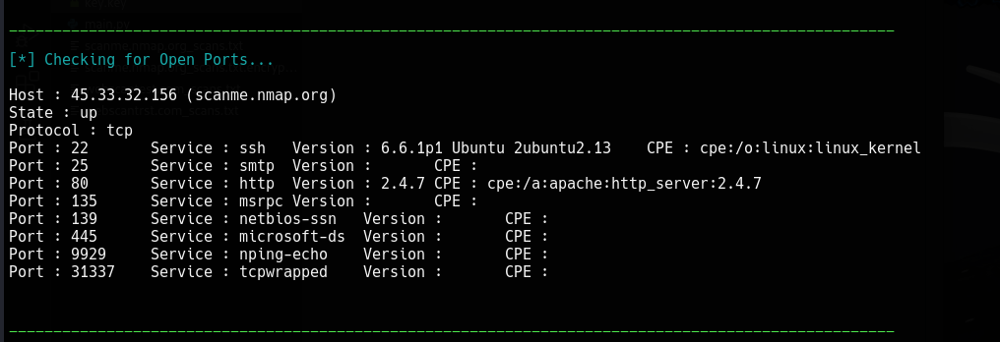 [*] Checking for Open Ports...
Host : 45.33.32.156 (scanme.nmap.org)
State : up
Protocol : tcp
Port : 22 Service : ssh Version : 6.6.1p1 Ubuntu 2ubuntu2.13 CPE : cpe:/o:linux:linux_kernel
Port : 25 Service : smtp Version : CPE :
Port : 80 Service : http Version : 2.4.7 CPE : cpe:/a:apache:http_server:2.4.7
Port : 135 Service : msrpc Version : CPE :
Port : 139 Service : netbios-ssn Version : CPE :
Port : 445 Service : microsoft-ds Version : CPE :
Port : 9929 Service : nping-echo Version : CPE :
Port : 31337 Service : tcpwrapped Version : CPE :